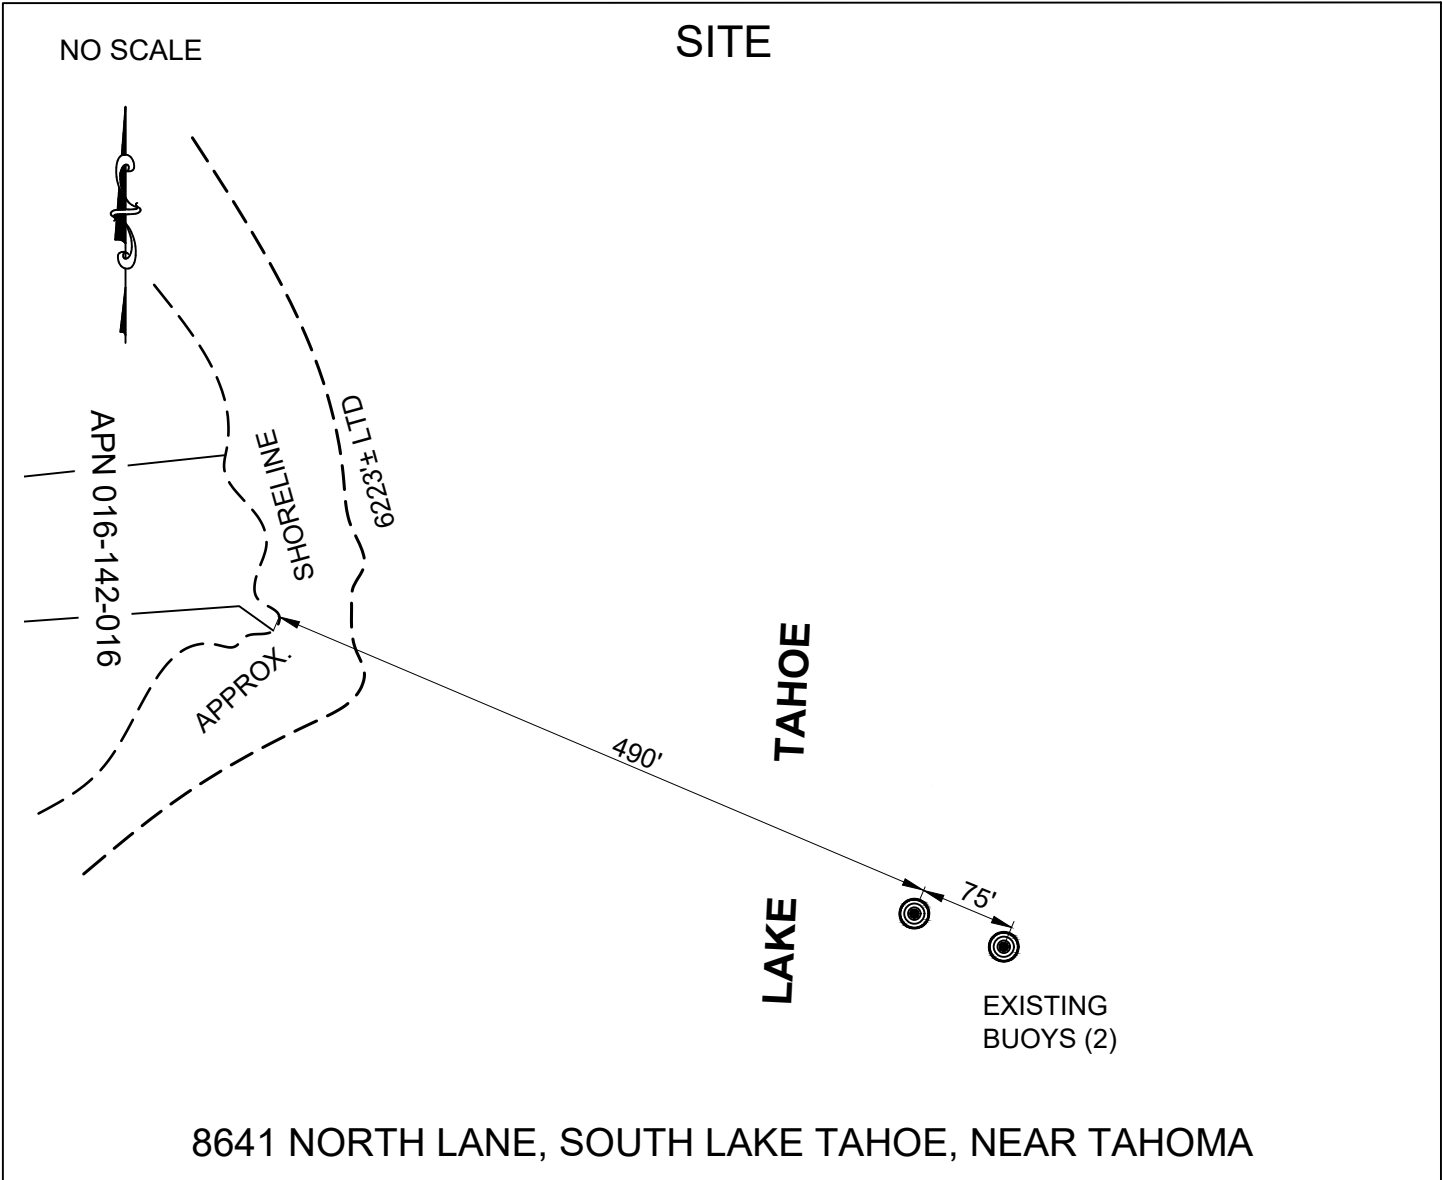 NO SCALE
SITE
APN 016-142-016
SHORELINE
6223'± LTD
APPROX.
490'
LAKE TAHOE
75'
EXISTING
BUOYS (2)
8641 NORTH LANE, SOUTH LAKE TAHOE, NEAR TAHOMA